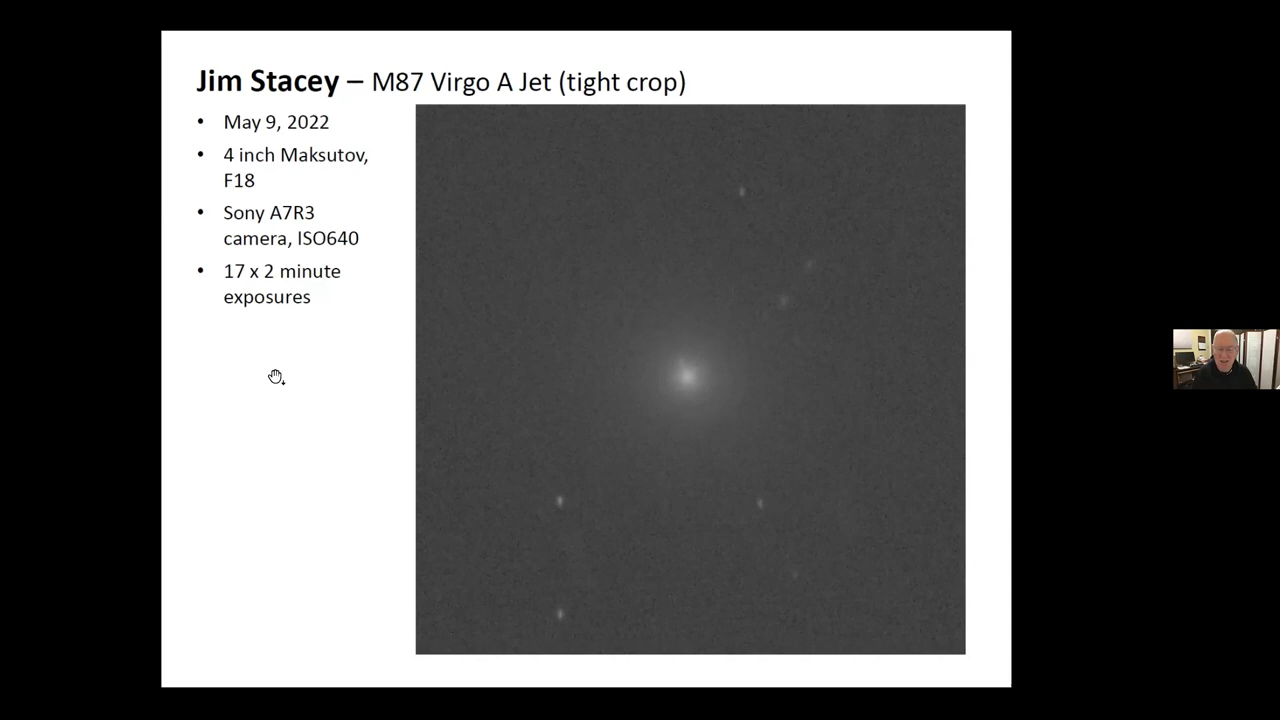 Jim Stacey – M87 Virgo A Jet (tight crop)
• May 9, 2022
• 4 inch Maksutov,
F18
• Sony A7R3
camera, ISO640
• 17 x 2 minute
exposures